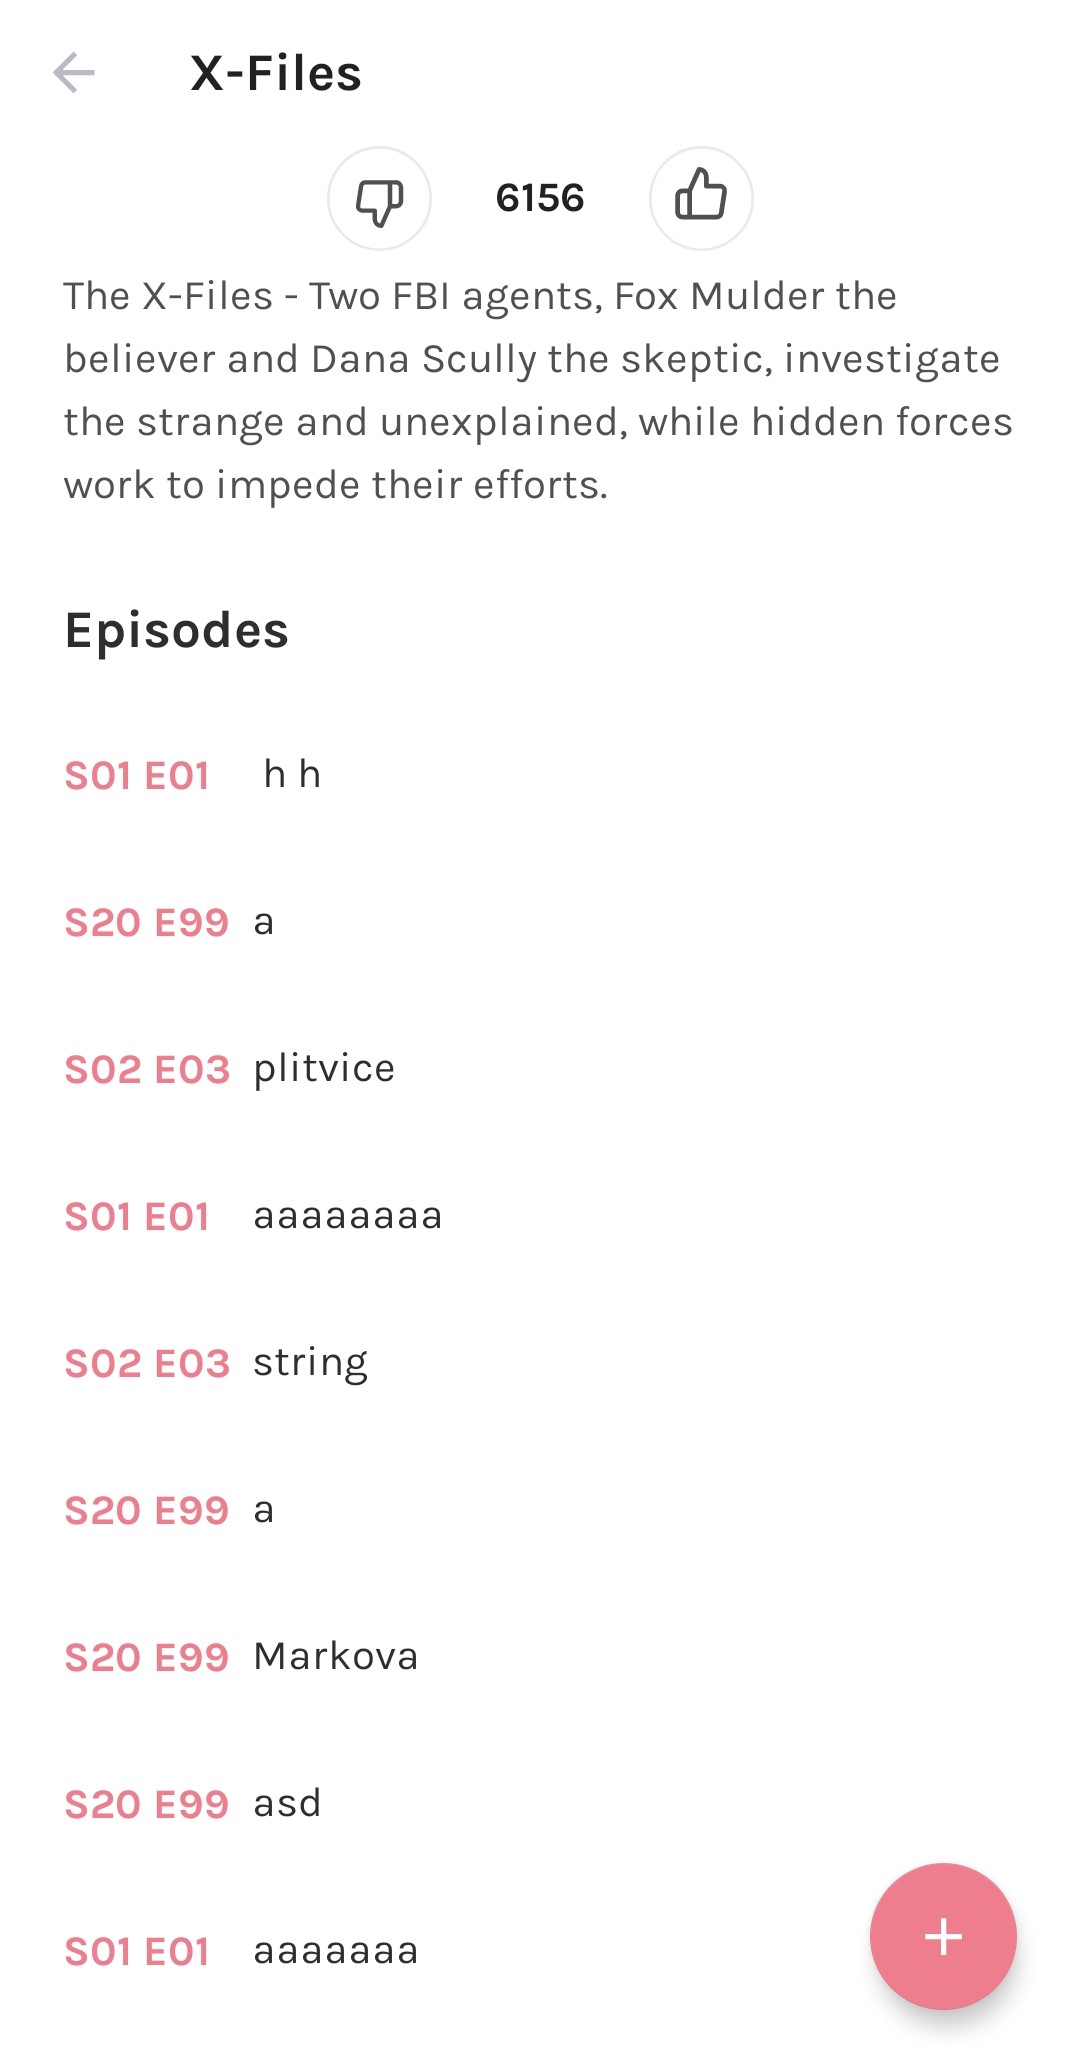 X-Files
6156
The X-Files - Two FBI agents, Fox Mulder the
believer and Dana Scully the skeptic, investigate
the strange and unexplained, while hidden forces
work to impede their efforts.
Episodes
S01 E01 h h
S20 E99 a
S02 E03 plitvice
S01 E01 aaaaaaaa
S02 E03 string
S20 E99 a
S20 E99 Markova
S20 E99 asd
S01 E01 aaaaaaa